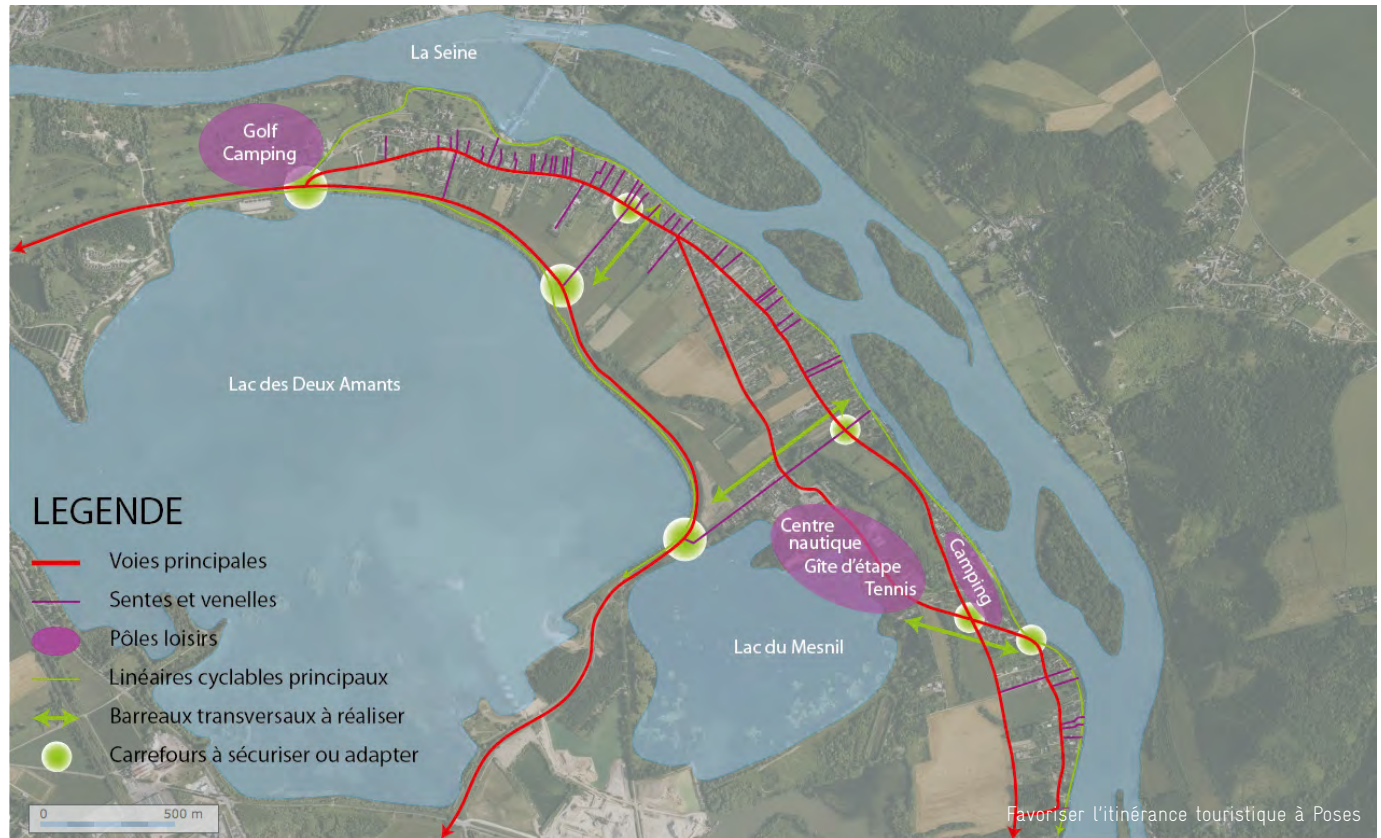 La Seine
Golf
Camping
Lac des Deux Amants
LEGENDE
Voies principales
Sentes et venelles
Pôles loisirs
Linéaires cyclables principaux
Barreaux transversaux à réaliser
Carrefours à sécuriser ou adapter
Centre
nautique
Gîte d'étape
Tennis
Camping
Lac du Mesnil
0 500 m
Favoriser l'itinérance touristique à Poses